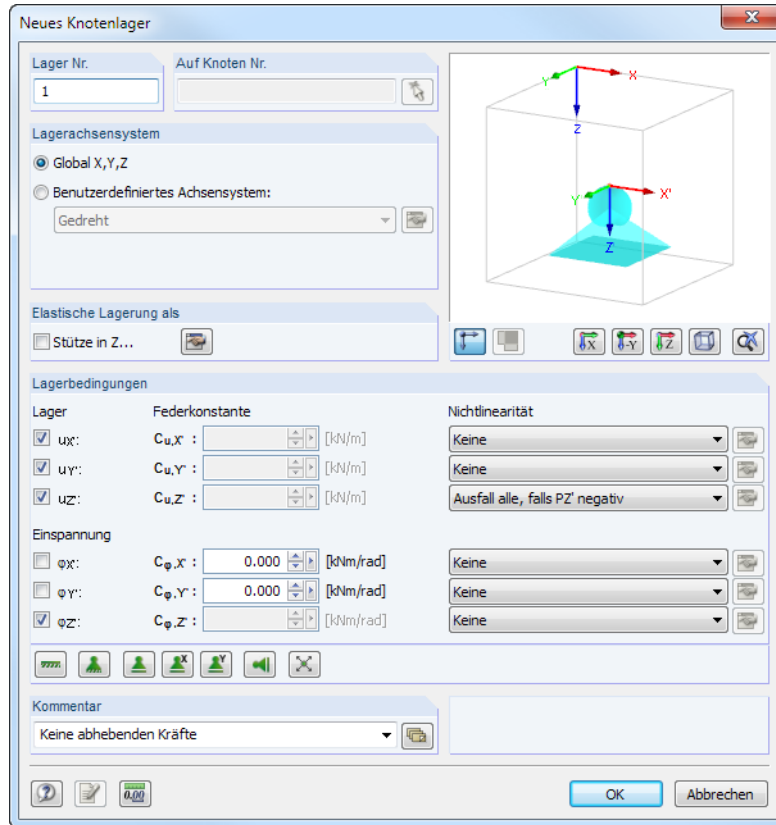 Neues Knotenlager
Lager Nr.
Auf Knoten Nr.
1
Lagerachsensystem
Global X,Y,Z
Benutzerdefiniertes Achsensystem:
Gedreht
Y
X
Z
Y'
X'
Z'
Elastische Lagerung als
Stütze in Z...
X
-Y
Z
Lagerbedingungen
Lager Federkonstante Nichtlinearität
uX': Cu,X' : [kN/m] Keine
uY': Cu,Y' : [kN/m] Keine
uZ': Cu,Z' : [kN/m] Ausfall alle, falls PZ' negativ
Einspannung
φX': Cφ,X' : 0.000 [kNm/rad] Keine
φY': Cφ,Y' : 0.000 [kNm/rad] Keine
φZ': Cφ,Z' : [kNm/rad] Keine
X
Y
Kommentar
Keine abhebenden Kräfte
0.00
OK
Abbrechen